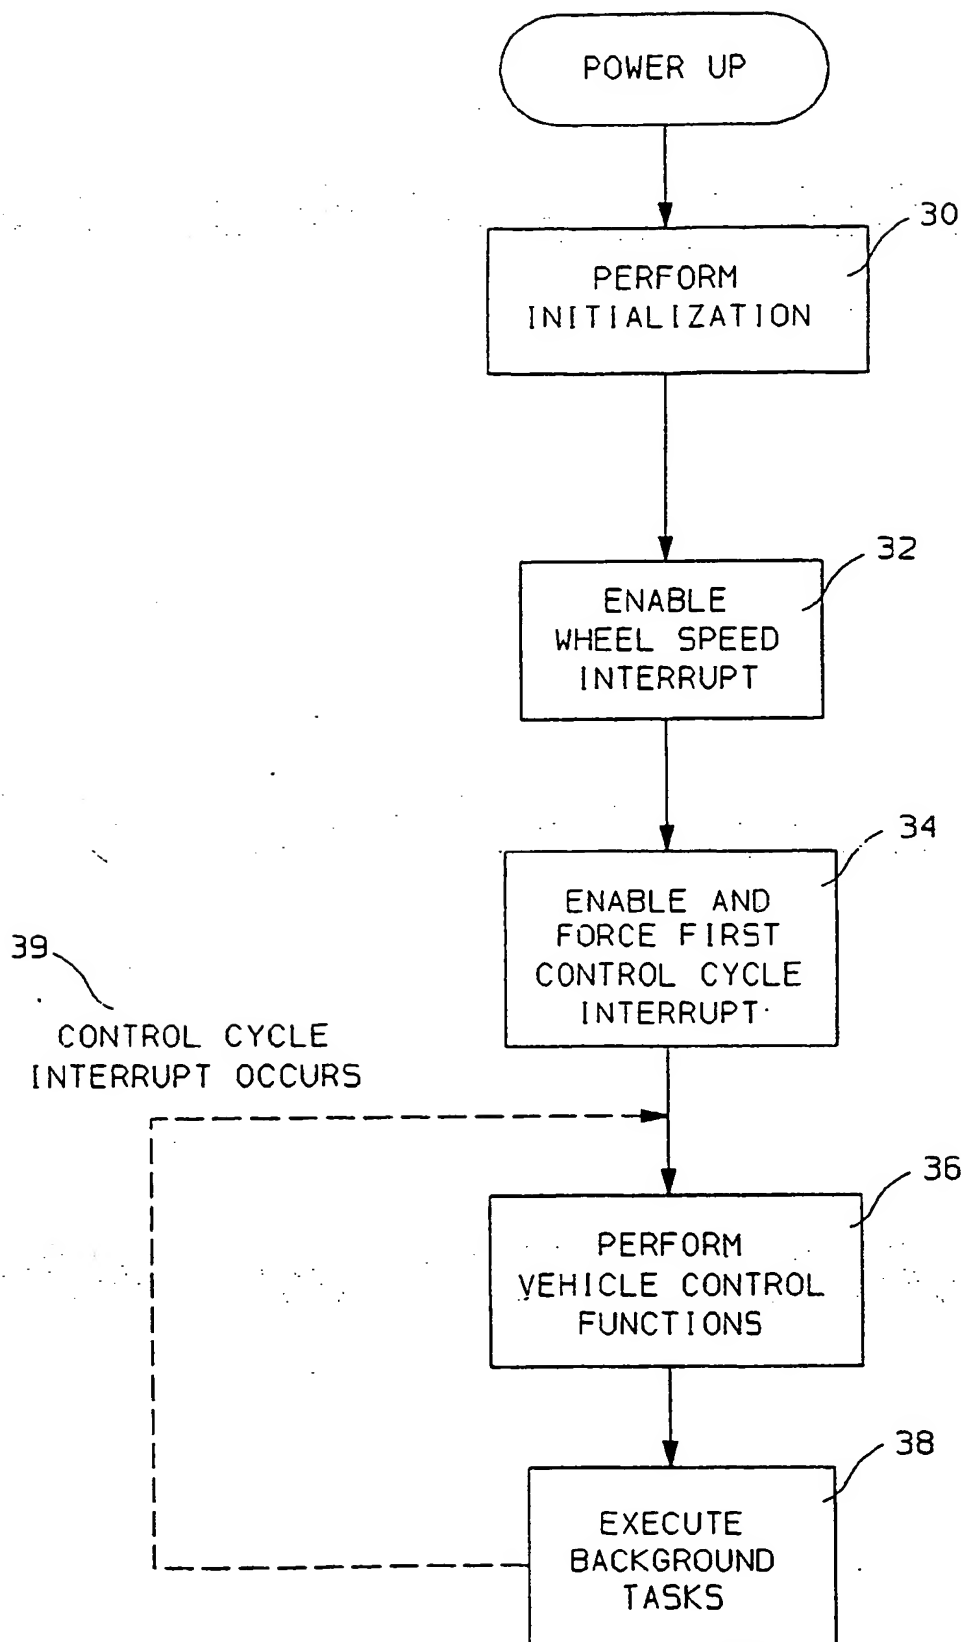 POWER UP
30
PERFORM
INITIALIZATION
32
ENABLE
WHEEL SPEED
INTERRUPT
34
ENABLE AND
FORCE FIRST
CONTROL CYCLE
INTERRUPT
39
CONTROL CYCLE
INTERRUPT OCCURS
36
PERFORM
VEHICLE CONTROL
FUNCTIONS
38
EXECUTE
BACKGROUND
TASKS